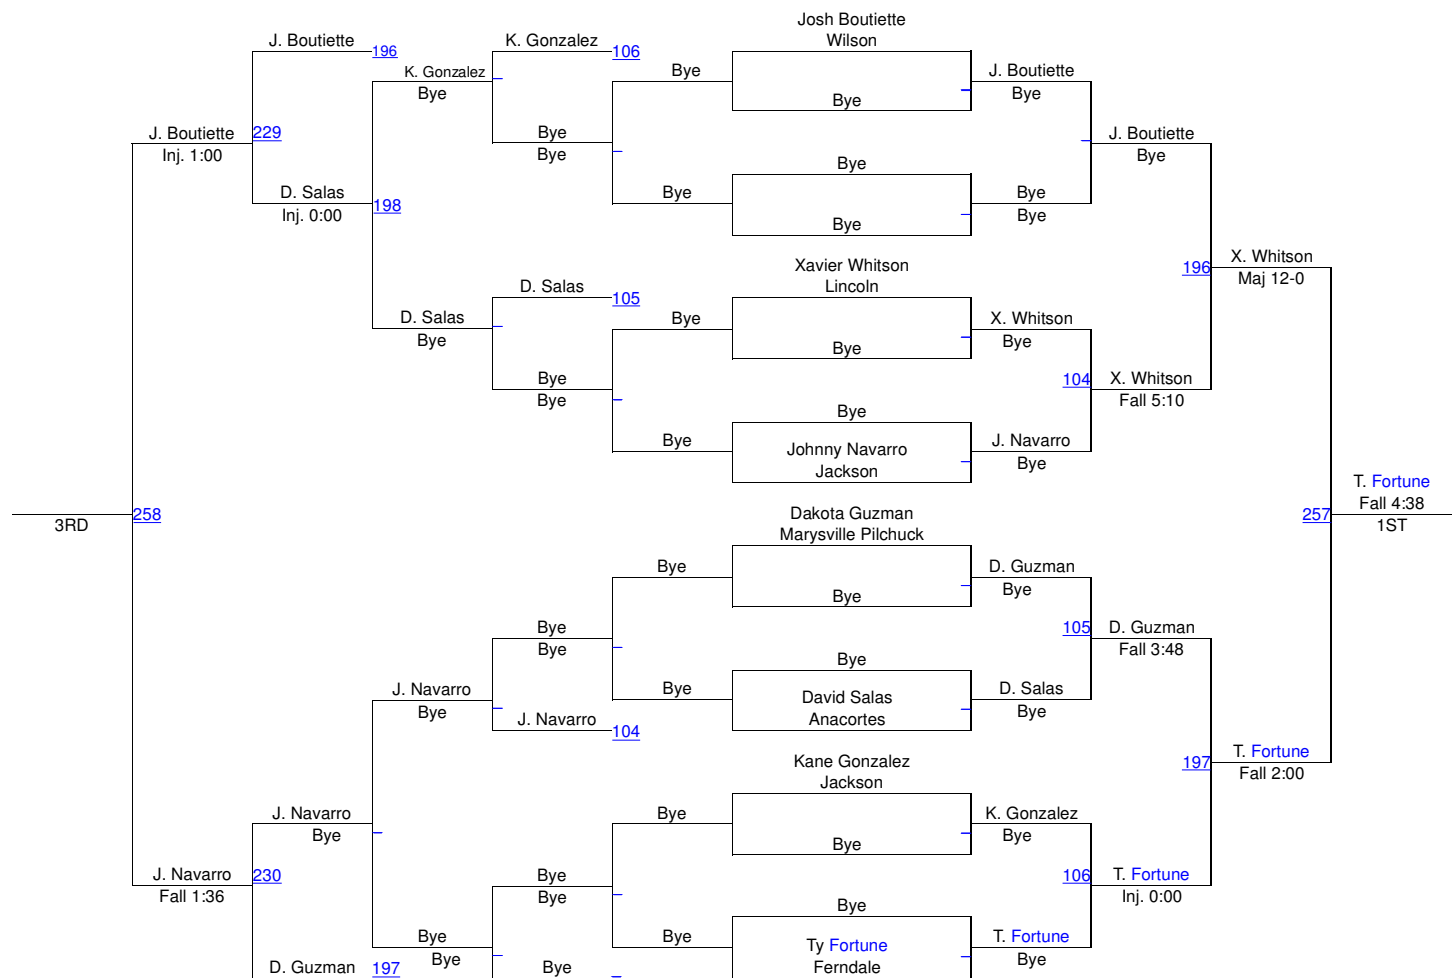 Josh Boutiette
J. Boutiette
K. Gonzalez
Wilson
196
106
K. Gonzalez
Bye
J. Boutiette
Bye
Bye
Bye
J. Boutiette
229
Bye
J. Boutiette
Inj. 1:00
Bye
Bye
Bye
D. Salas
Bye
Bye
Inj. 0:00
198
Bye
Bye
Xavier Whitson
X. Whitson
196
Maj 12-0
D. Salas
Lincoln
105
D. Salas
Bye
X. Whitson
Bye
Bye
Bye
Bye
104
X. Whitson
Bye
Fall 5:10
Bye
Bye
Johnny Navarro
J. Navarro
Jackson
Bye
T. Fortune
Fall 4:38
3RD
258
Dakota Guzman
257
1ST
Marysville Pilchuck
Bye
D. Guzman
Bye
Bye
Bye
105
D. Guzman
Bye
Fall 3:48
Bye
J. Navarro
Bye
David Salas
D. Salas
Bye
J. Navarro
104
Anacortes
Bye
Kane Gonzalez
197
T. Fortune
Jackson
Fall 2:00
J. Navarro
Bye
K. Gonzalez
Bye
Bye
Bye
J. Navarro
230
Bye
106
T. Fortune
Fall 1:36
Bye
Inj. 0:00
Bye
Bye
Bye
Ty Fortune
T. Fortune
Bye
Bye
D. Guzman
197
Bye
Ferndale